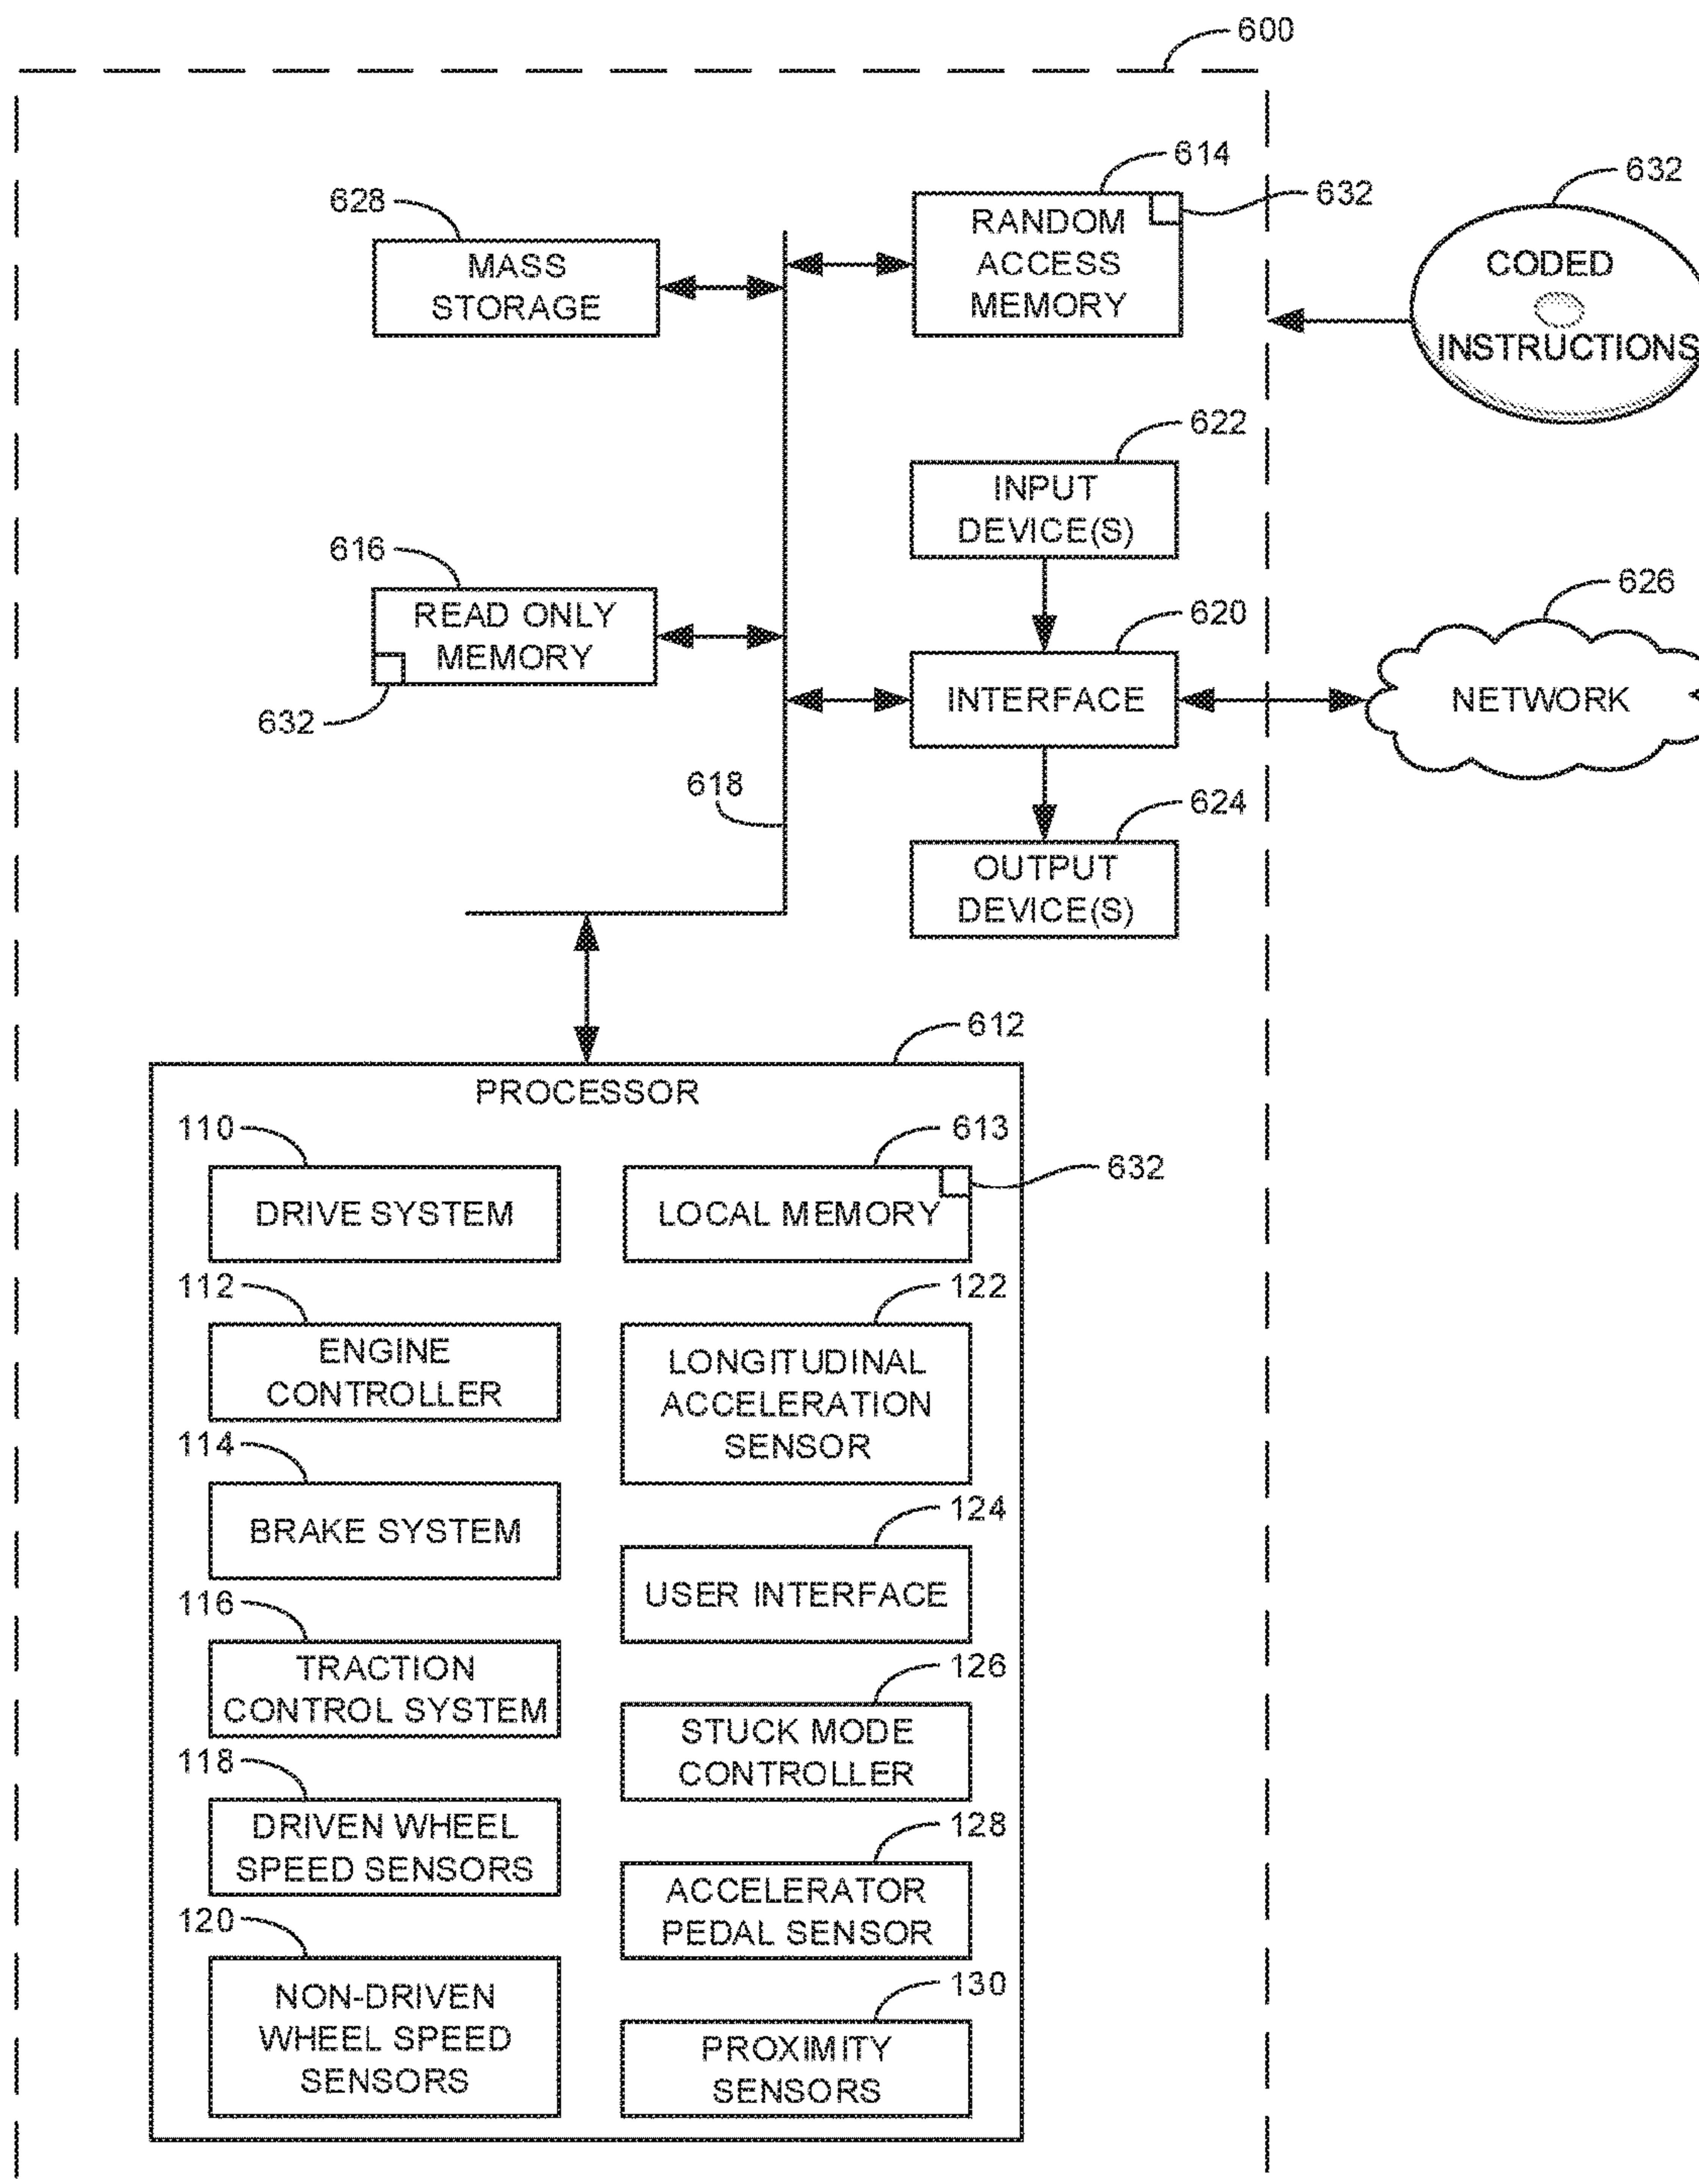 600
614
632
632
628
RANDOM
ACCESS
MEMORY
MASS
STORAGE
CODED
INSTRUCTIONS
622
INPUT
DEVICE(S)
616
READ ONLY
MEMORY
632
620
626
INTERFACE
NETWORK
618
624
OUTPUT
DEVICE(S)
612
PROCESSOR
110
DRIVE SYSTEM
613
632
LOCAL MEMORY
112
ENGINE
CONTROLLER
122
LONGITUDINAL
ACCELERATION
SENSOR
114
BRAKE SYSTEM
124
USER INTERFACE
116
TRACTION
CONTROL SYSTEM
126
STUCK MODE
CONTROLLER
118
DRIVEN WHEEL
SPEED SENSORS
128
ACCELERATOR
PEDAL SENSOR
120
NON-DRIVEN
WHEEL SPEED
SENSORS
130
PROXIMITY
SENSORS